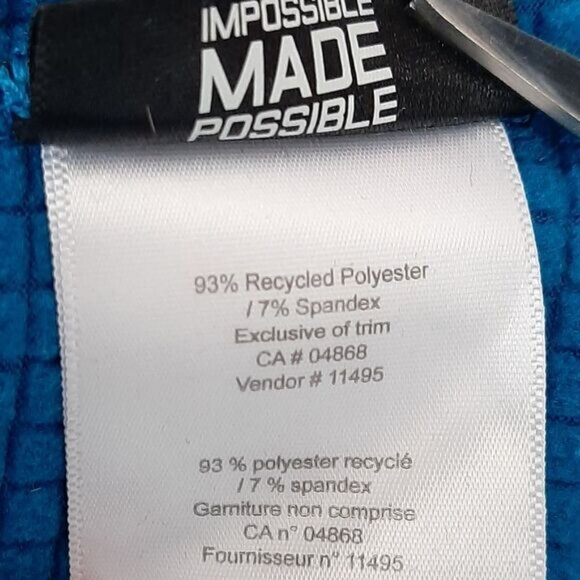 IMPOSSIBLE
MADE
POSSIBLE
93% Recycled Polyester
/ 7% Spandex
Exclusive of trim
CA # 04868
Vendor # 11495
93 % polyester recyclé
/ 7 % spandex
Garniture non comprise
CA n° 04868
Fournisseur n° 11495